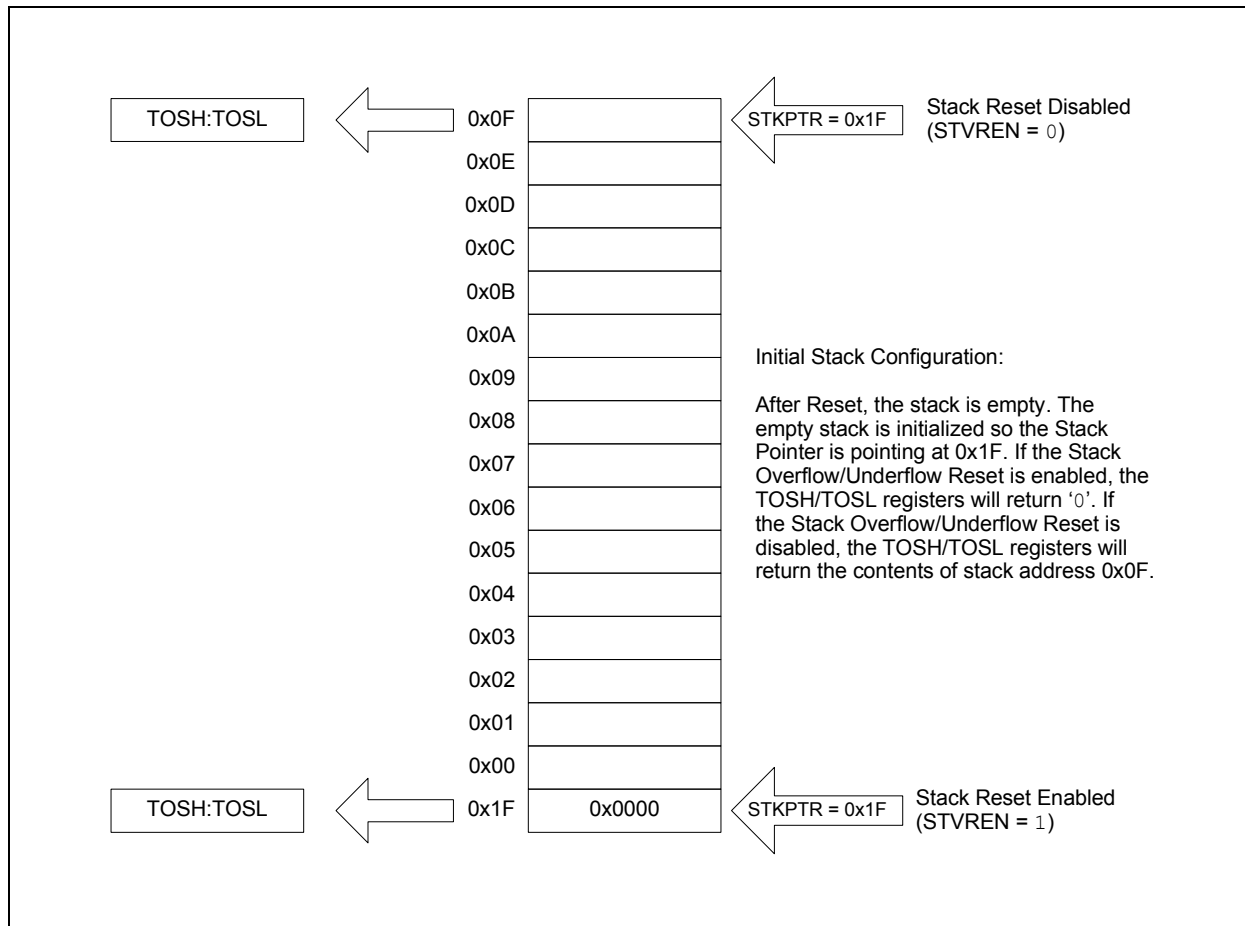 TOSH:TOSL
0x0F
STKPTR = 0x1F
Stack Reset Disabled
(STVREN = 0)
0x0E
0x0D
0x0C
0x0B
0x0A
0x09
0x08
0x07
0x06
0x05
0x04
0x03
0x02
0x01
0x00
Initial Stack Configuration:
After Reset, the stack is empty. The
empty stack is initialized so the Stack
Pointer is pointing at 0x1F. If the Stack
Overflow/Underflow Reset is enabled, the
TOSH/TOSL registers will return ‘0’. If
the Stack Overflow/Underflow Reset is
disabled, the TOSH/TOSL registers will
return the contents of stack address 0x0F.
TOSH:TOSL
0x1F
0x0000
STKPTR = 0x1F
Stack Reset Enabled
(STVREN = 1)